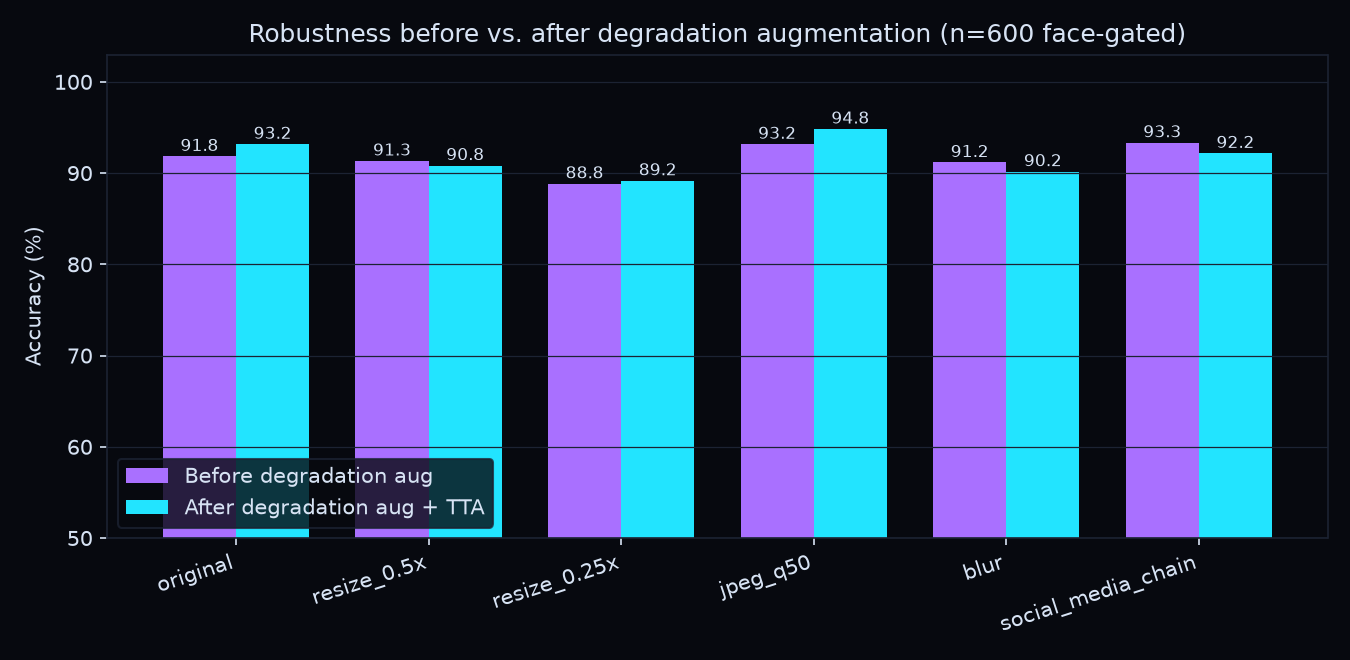 Robustness before vs. after degradation augmentation (n=600 face-gated)
Accuracy (%)
100
90
80
70
60
50
91.8
93.2
91.3
90.8
88.8
89.2
93.2
94.8
91.2
90.2
93.3
92.2
Before degradation aug
After degradation aug + TTA
original
resize_0.5x
resize_0.25x
jpeg_q50
blur
social_media_chain